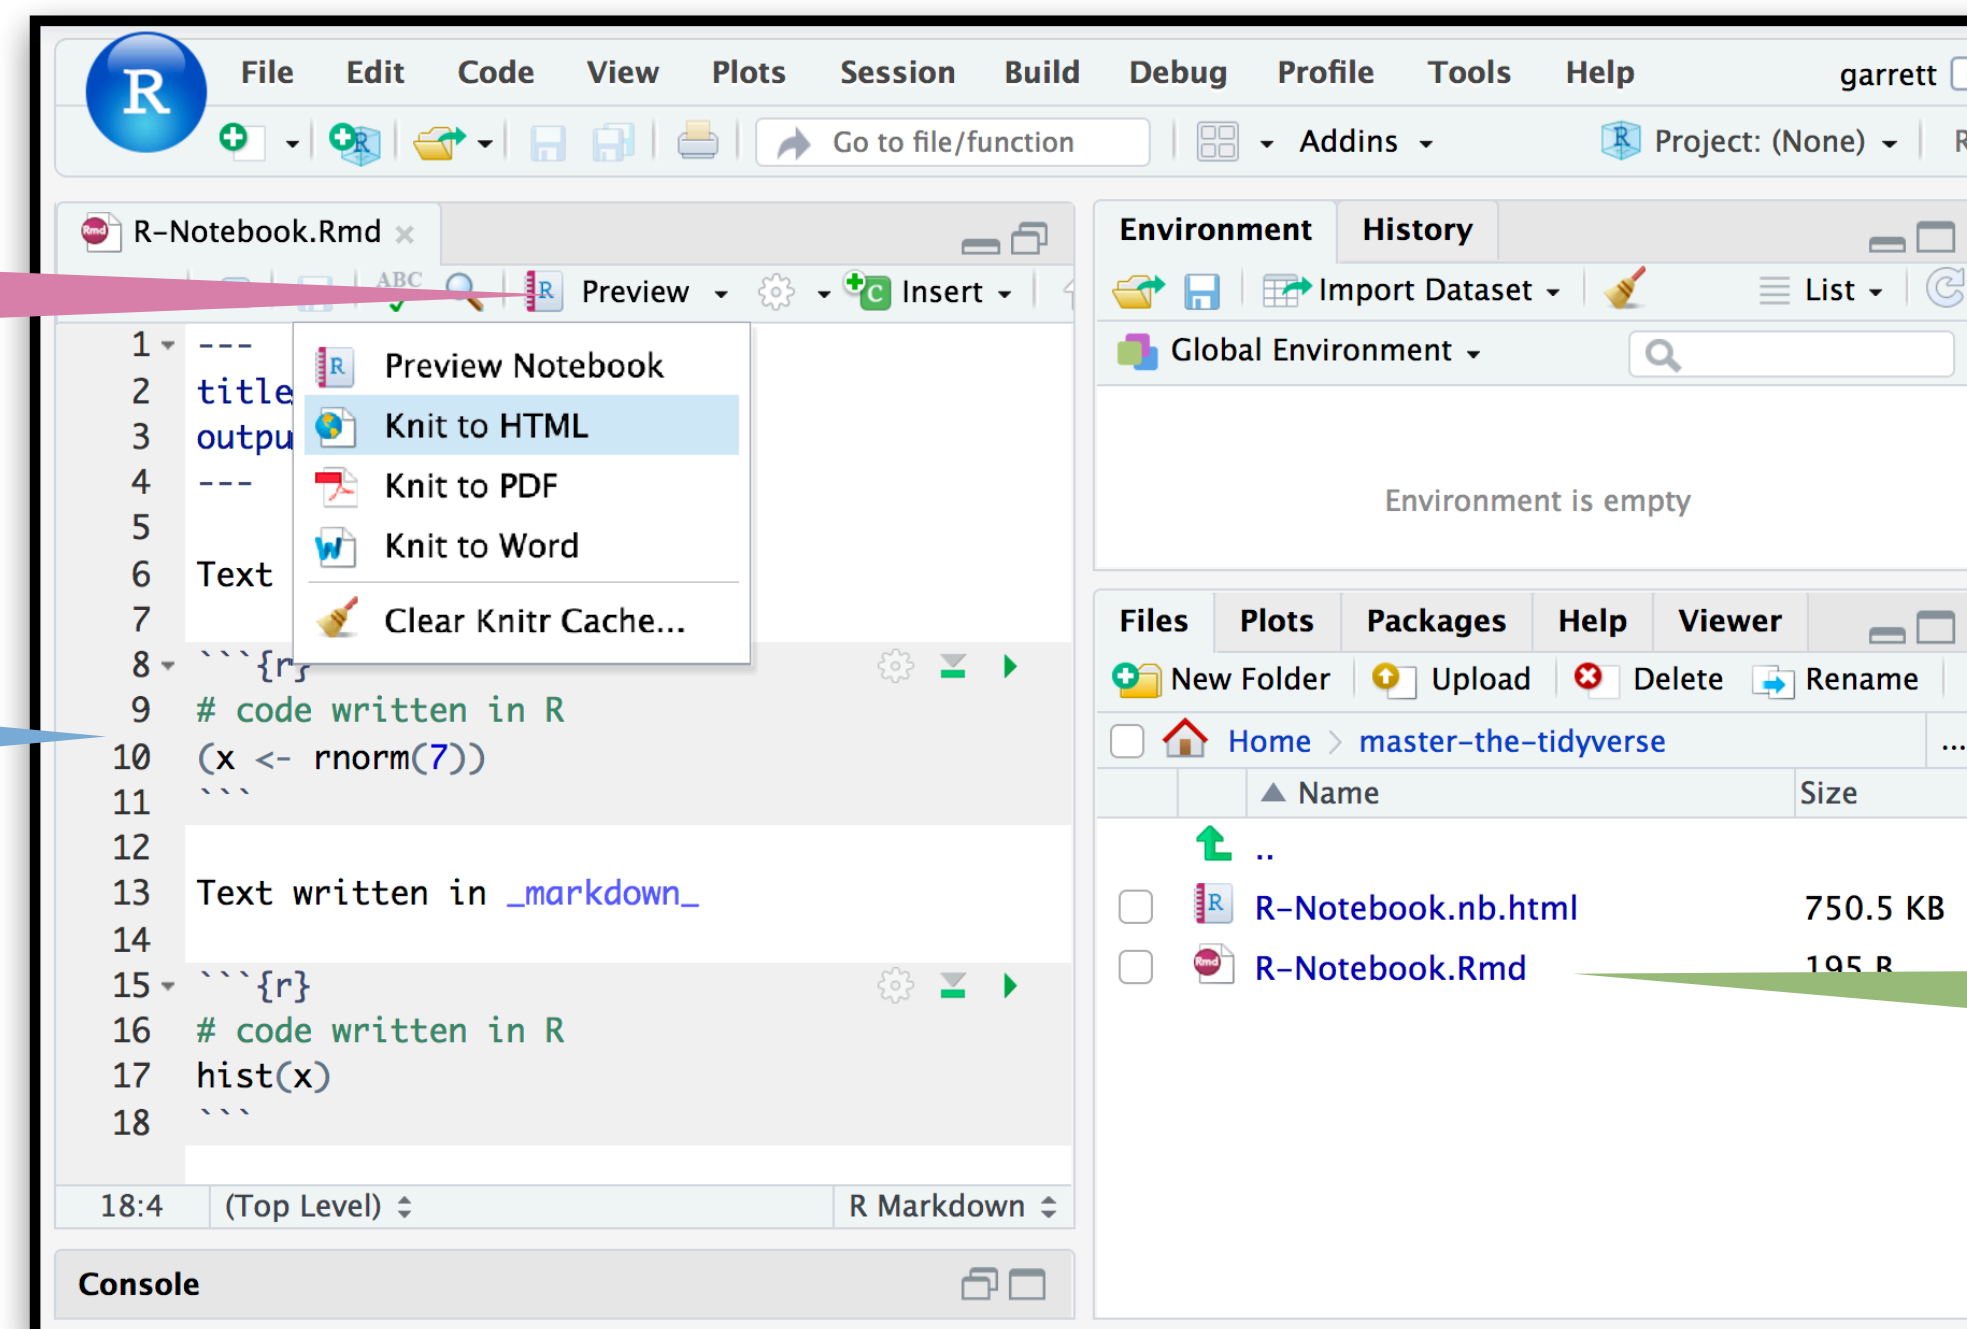 R File Edit Code View Plots Session Build Debug Profile Tools Help garrett
Go to file/function Addins R Project: (None)
Rmd R-Notebook.Rmd
ABC R Preview C Insert
1 ---
2 title
3 outpu
4 ---
5
6 Text
7
8 ```{r}
9 # code written in R
10 (x <- rnorm(7))
11 ```
12
13 Text written in _markdown_
14
15 ```{r}
16 # code written in R
17 hist(x)
18 ```
R Preview Notebook
Knit to HTML
Knit to PDF
W Knit to Word
Clear Knitr Cache...
18:4 (Top Level) R Markdown
Console
Environment History
Import Dataset List
Global Environment
Environment is empty
Files Plots Packages Help Viewer
New Folder Upload Delete Rename
Home > master-the-tidyverse ...
Name Size
..
R R-Notebook.nb.html 750.5 KB
Rmd R-Notebook.Rmd 195 B